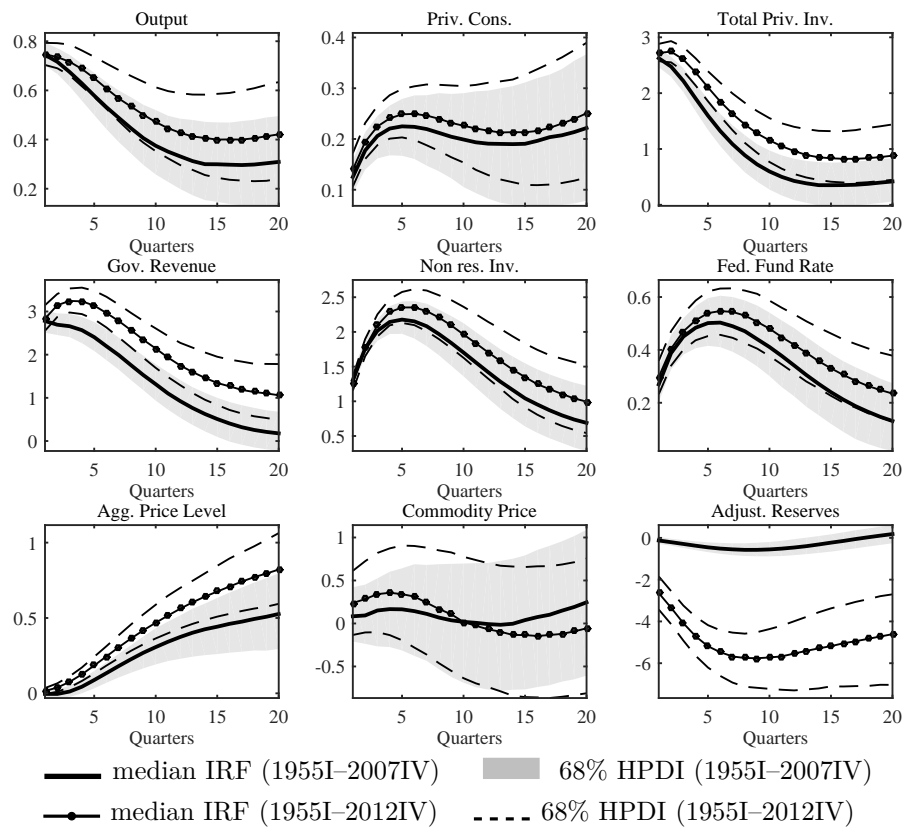 Output Priv. Cons. Total Priv. Inv.
0.8 0.4 3
0.6 0.3 2
0.4 0.2 1
0.2 0.1 0
5 10 15 20 5 10 15 20 5 10 15 20
Quarters Quarters Quarters
Gov. Revenue Non res. Inv. Fed. Fund Rate
3 2.5 0.6
2 2 0.4
1 1.5 0.2
0 1
0.5
5 10 15 20 5 10 15 20 5 10 15 20
Quarters Quarters Quarters
Agg. Price Level Commodity Price Adjust. Reserves
1 1 0
0.5 0.5 -2
0 0 -4
-0.5 -6
5 10 15 20 5 10 15 20 5 10 15 20
Quarters Quarters Quarters
median IRF (1955I–2007IV) 68% HPDI (1955I–2007IV)
median IRF (1955I–2012IV) 68% HPDI (1955I–2012IV)